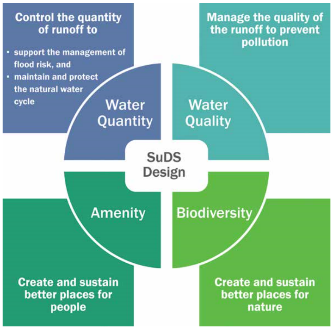 Control the quantity
of runoff to
• support the management of
flood risk, and
• maintain and protect
the natural water
cycle
Manage the quality of
the runoff to prevent
pollution
Water
Quantity
Water
Quality
SuDS
Design
Amenity
Biodiversity
Create and sustain
better places for
people
Create and sustain
better places for
nature